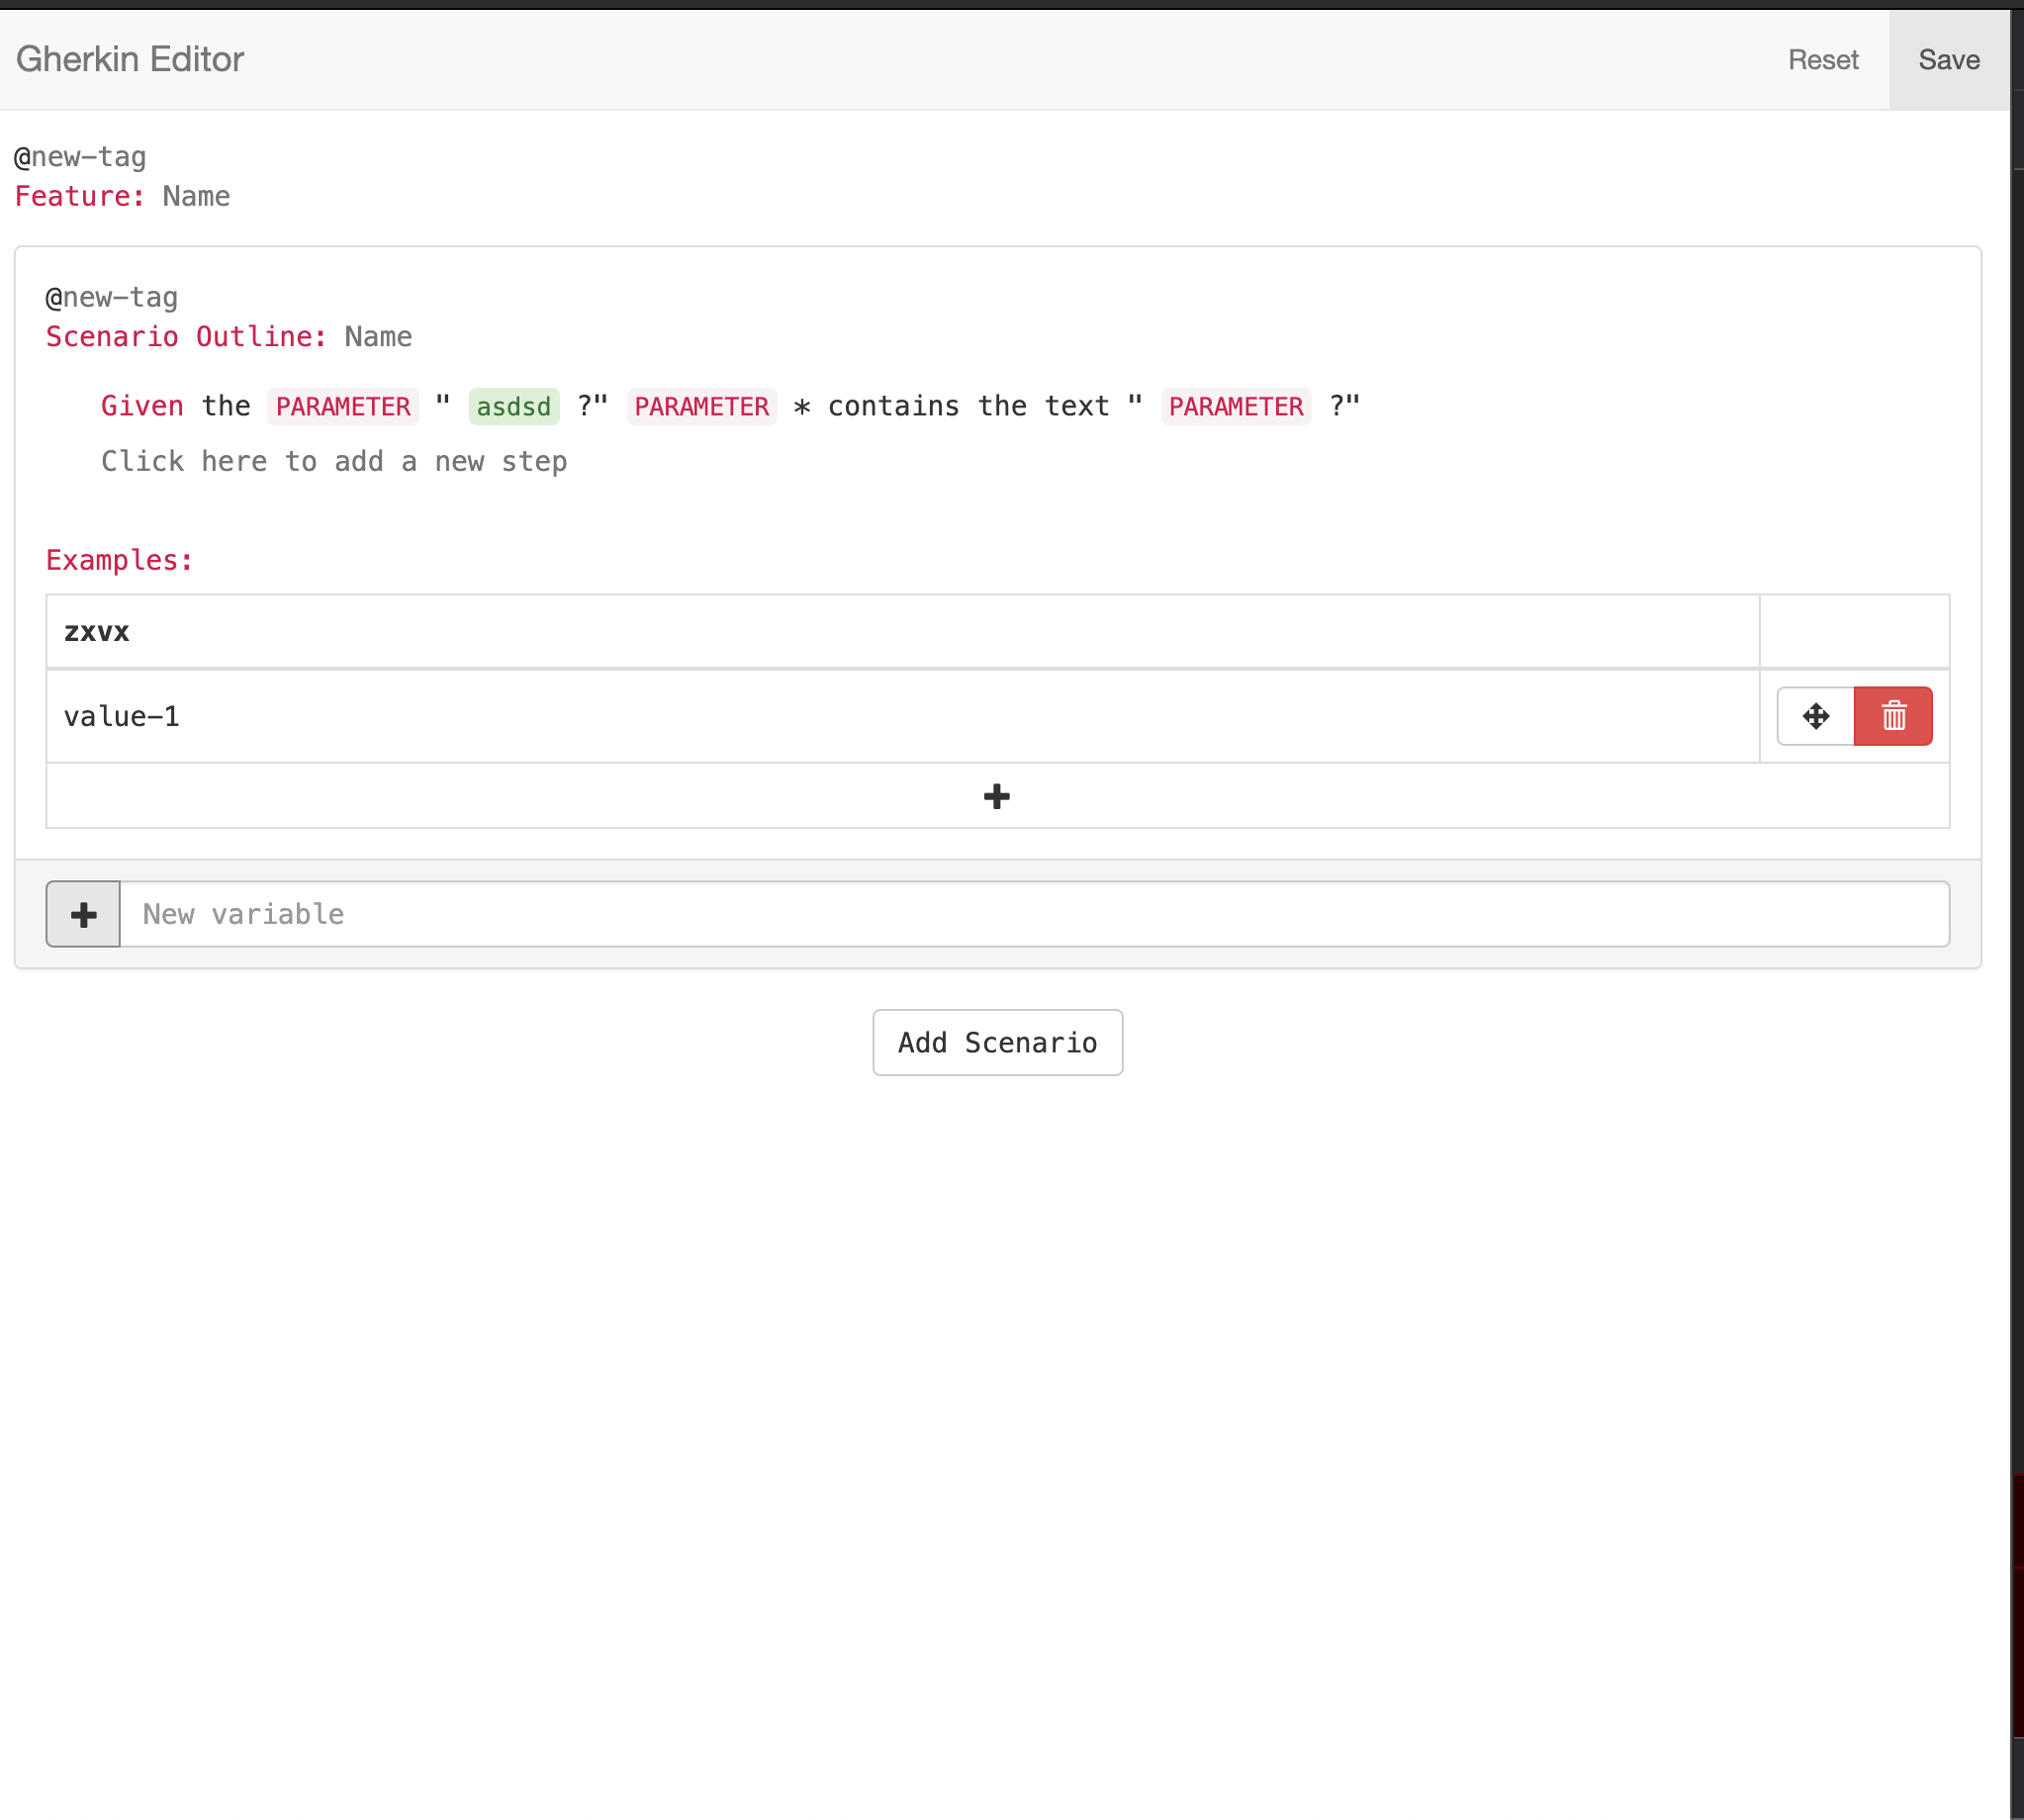 Gherkin Editor Reset Save
@new-tag
Feature: Name
@new-tag
Scenario Outline: Name
Given the PARAMETER " asdsd ?" PARAMETER * contains the text " PARAMETER ?"
Click here to add a new step
Examples:
zxvx
value-1
New variable
Add Scenario